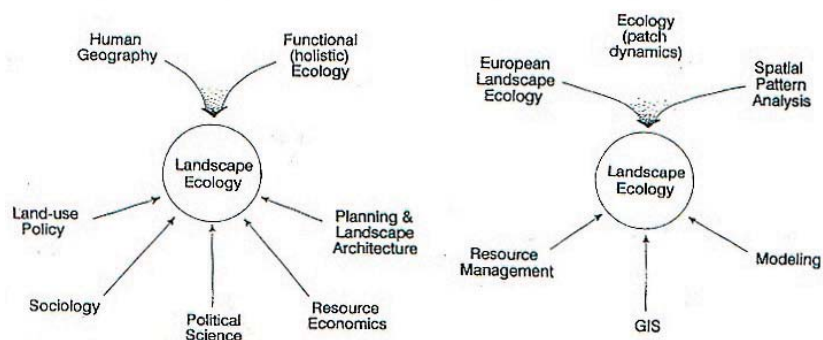 Human
Geography
Functional
(holistic)
Ecology
Landscape
Ecology
Land-use
Policy
Planning &
Landscape
Architecture
Sociology
Political
Science
Resource
Economics
Ecology
(patch
dynamics)
European
Landscape
Ecology
Spatial
Pattern
Analysis
Landscape
Ecology
Resource
Management
Modeling
GIS